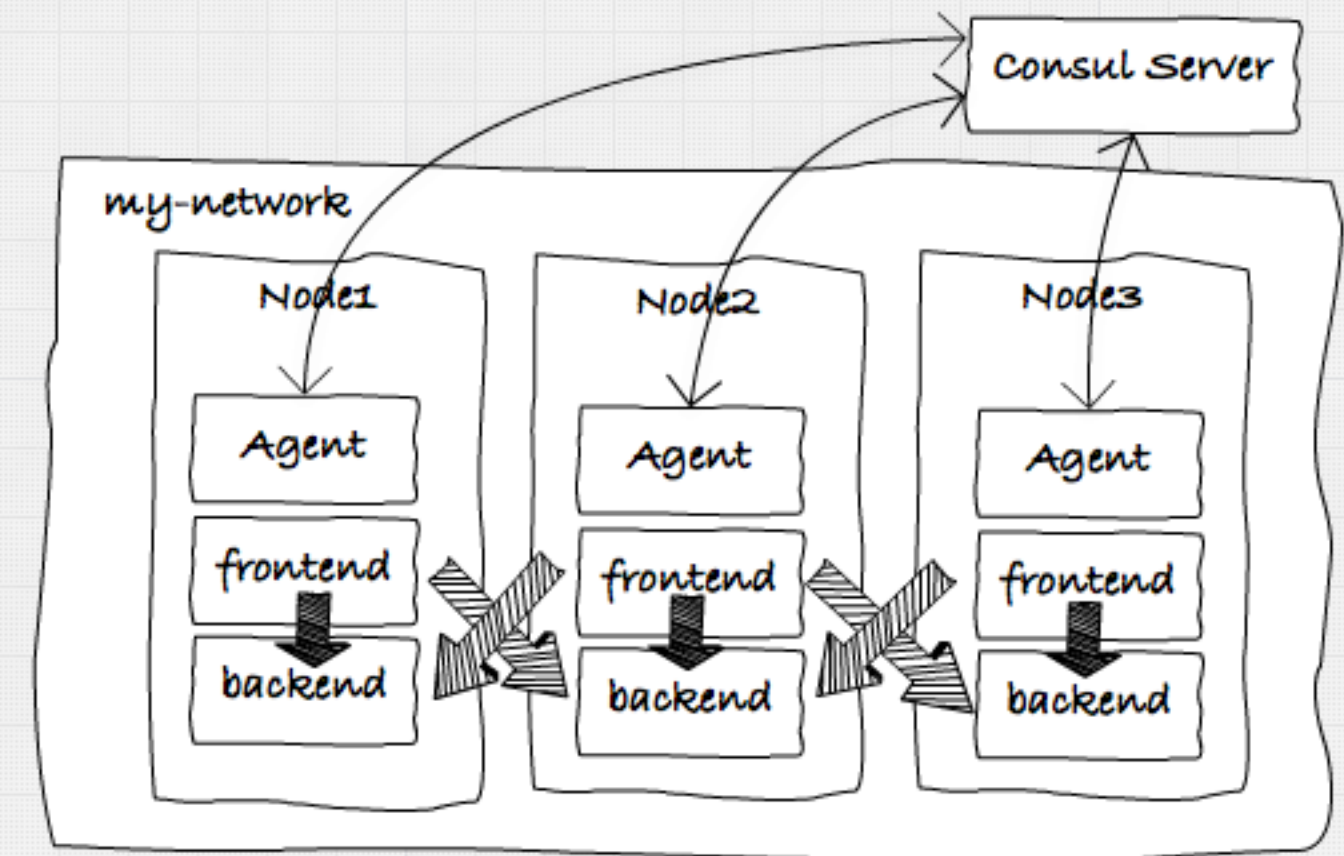 Consul Server
my-network
Node1
Node2
Node3
Agent
Agent
Agent
frontend
frontend
frontend
backend
backend
backend